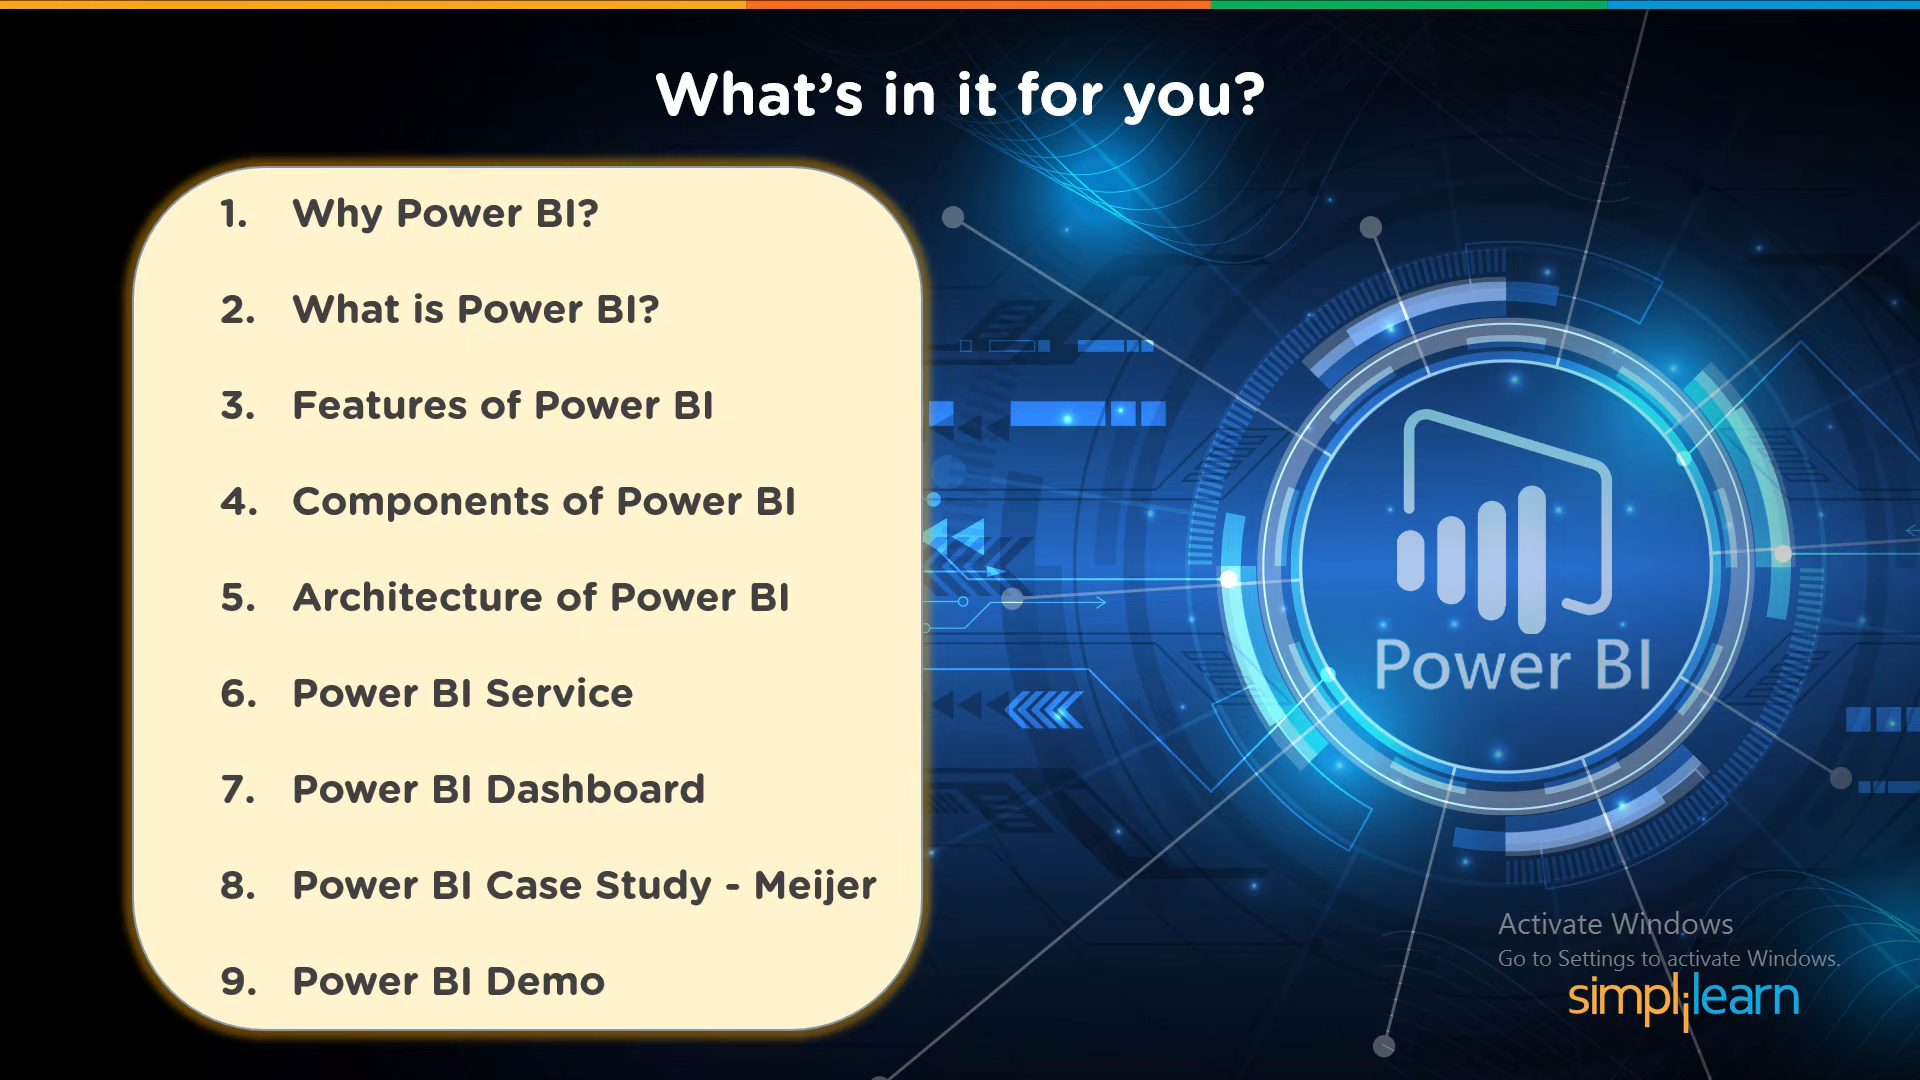 What's in it for you?
1. Why Power BI?
2. What is Power BI?
3. Features of Power BI
4. Components of Power BI
5. Architecture of Power BI
6. Power BI Service
7. Power BI Dashboard
8. Power BI Case Study - Meijer
9. Power BI Demo
Power BI
Activate Windows
Go to Settings to activate Windows.
simplilearn